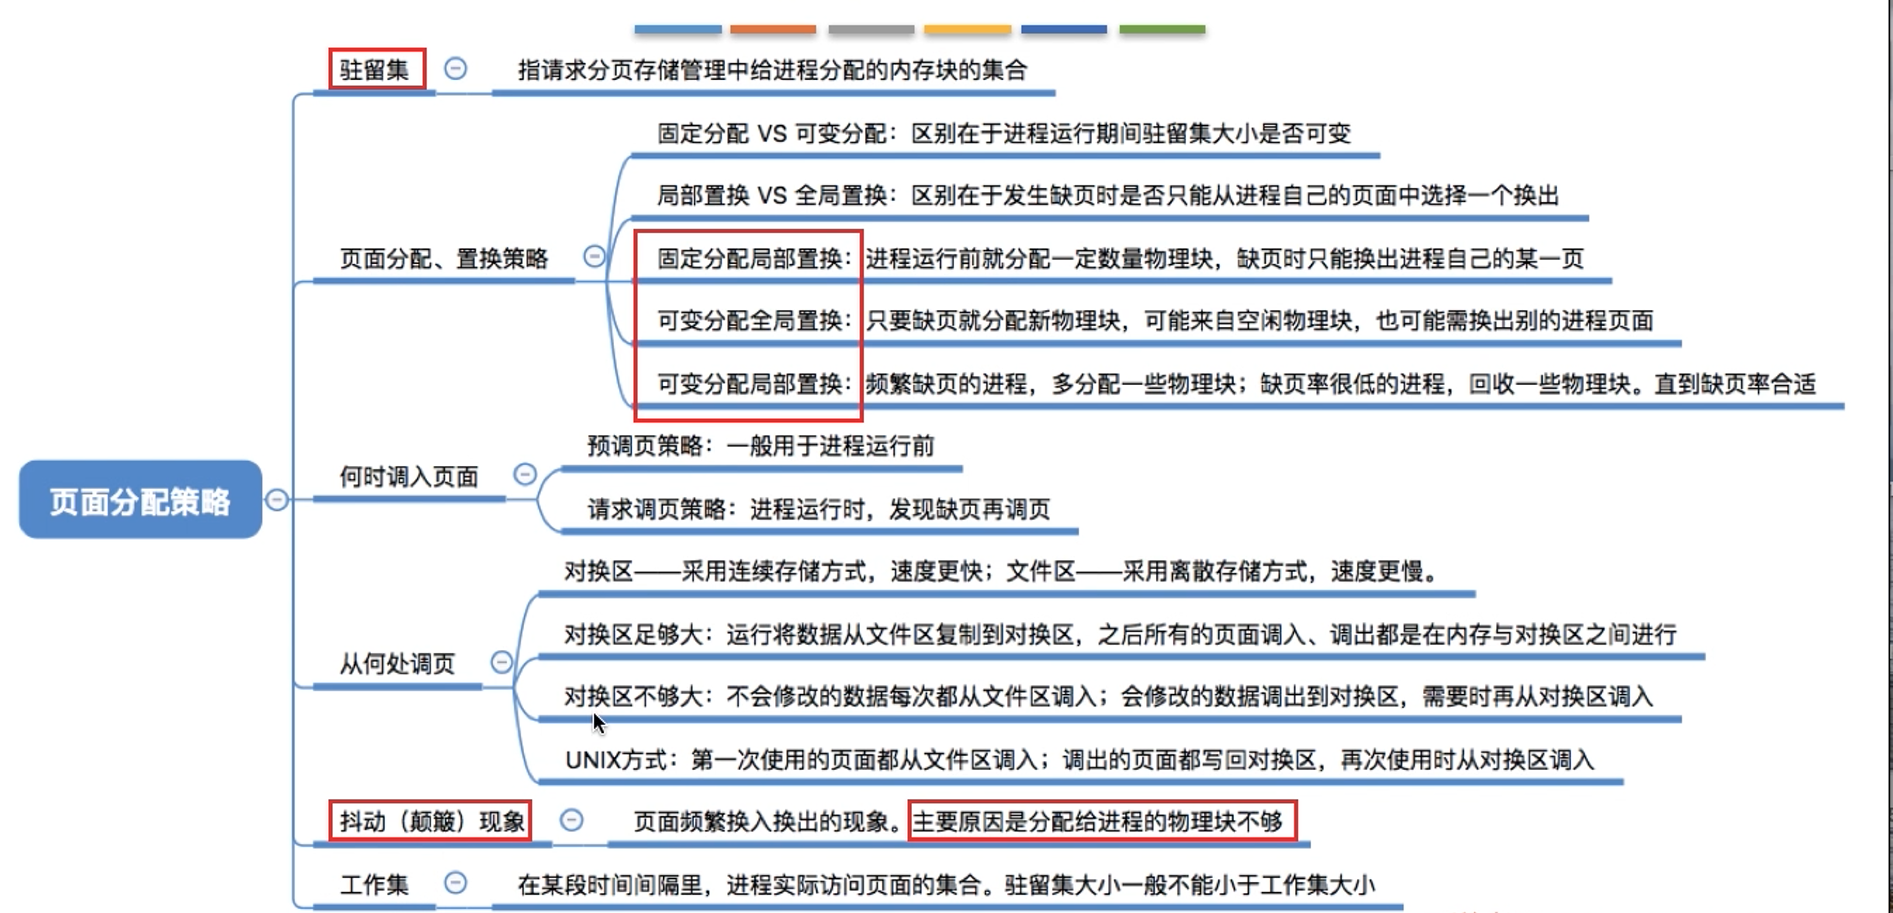 驻留集
指请求分页存储管理中给进程分配的内存块的集合
固定分配 VS 可变分配：区别在于进程运行期间驻留集大小是否可变
局部置换 VS 全局置换：区别在于发生缺页时是否只能从进程自己的页面中选择一个换出
页面分配、置换策略
固定分配局部置换：进程运行前就分配一定数量物理块，缺页时只能换出进程自己的某一页
可变分配全局置换：只要缺页就分配新物理块，可能来自空闲物理块，也可能需换出别的进程页面
可变分配局部置换：频繁缺页的进程，多分配一些物理块；缺页率很低的进程，回收一些物理块。直到缺页率合适
页面分配策略
何时调入页面
预调页策略：一般用于进程运行前
请求调页策略：进程运行时，发现缺页再调页
从何处调页
对换区——采用连续存储方式，速度更快；文件区——采用离散存储方式，速度更慢。
对换区足够大：运行将数据从文件区复制到对换区，之后所有的页面调入、调出都是在内存与对换区之间进行
对换区不够大：不会修改的数据每次都从文件区调入；会修改的数据调出到对换区，需要时再从对换区调入
UNIX方式：第一次使用的页面都从文件区调入；调出的页面都写回对换区，再次使用时从对换区调入
抖动（颠簸）现象
页面频繁换入换出的现象。主要原因是分配给进程的物理块不够
工作集
在某段时间间隔里，进程实际访问页面的集合。驻留集大小一般不能小于工作集大小